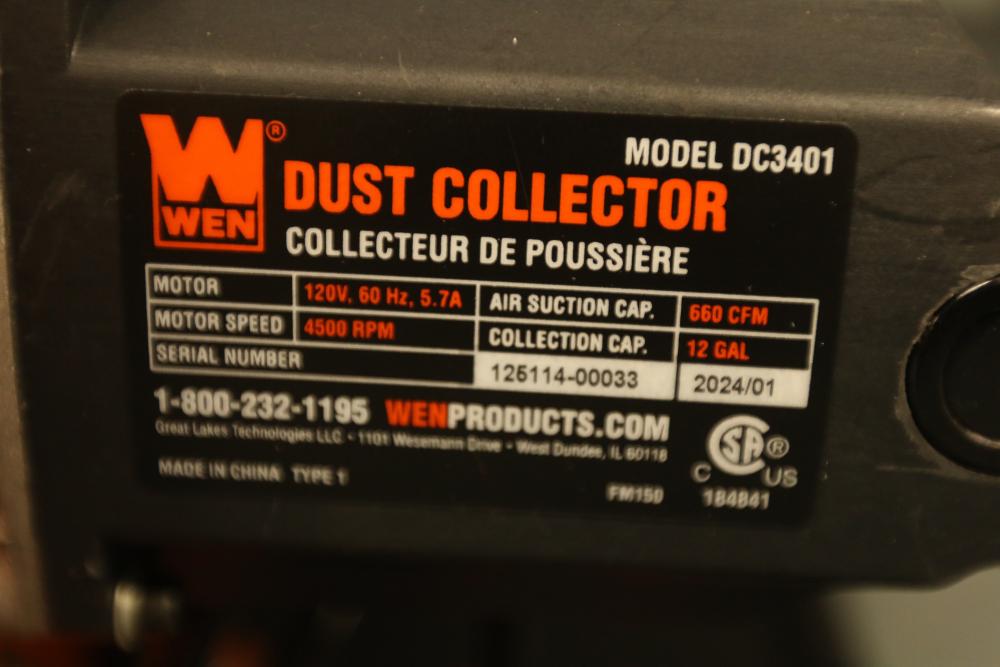 WEN®
MODEL DC3401
DUST COLLECTOR
COLLECTEUR DE POUSSIÈRE
MOTOR 120V, 60 Hz, 5.7A AIR SUCTION CAP. 660 CFM
MOTOR SPEED 4500 RPM COLLECTION CAP. 12 GAL
SERIAL NUMBER 125114-00033 2024/01
1-800-232-1195 WENPRODUCTS.COM
Great Lakes Technologies LLC • 1101 Wesemann Drive • West Dundee, IL 60118
MADE IN CHINA TYPE 1
FM150
C SA® US
184841